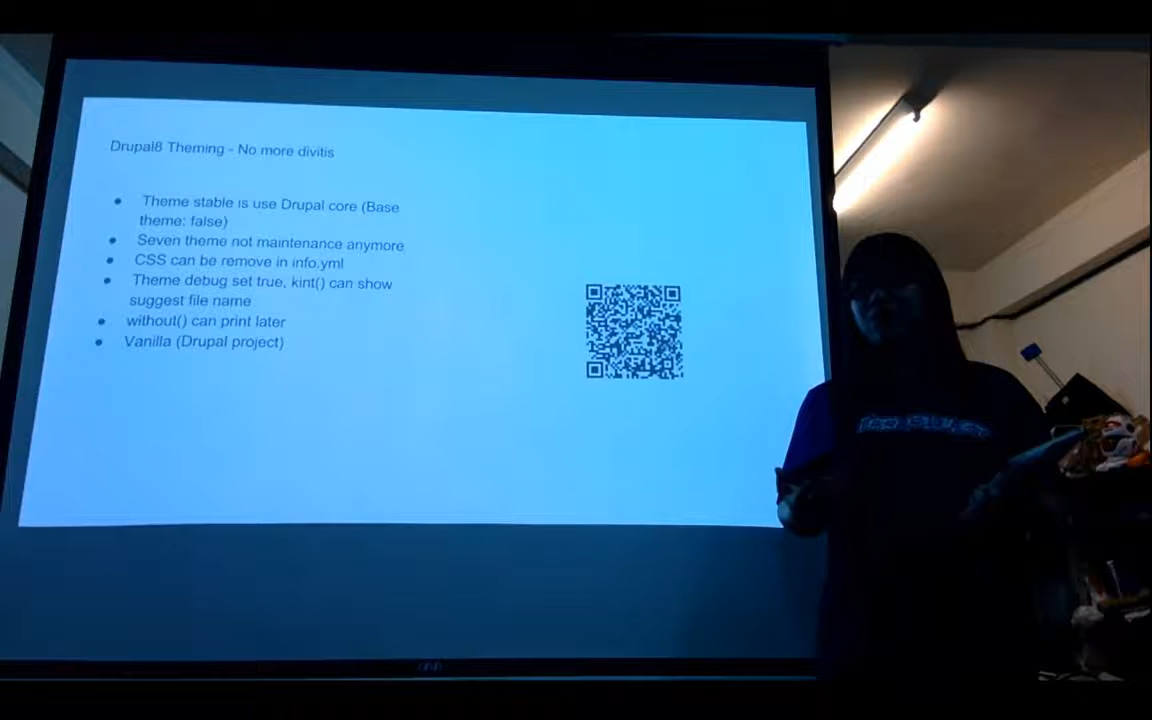 Drupal8 Theming - No more divitis
Theme stable is use Drupal core (Base
theme: false)
Seven theme not maintenance anymore
CSS can be remove in info.yml
Theme debug set true, kint() can show
suggest file name
without() can print later
Vanilla (Drupal project)